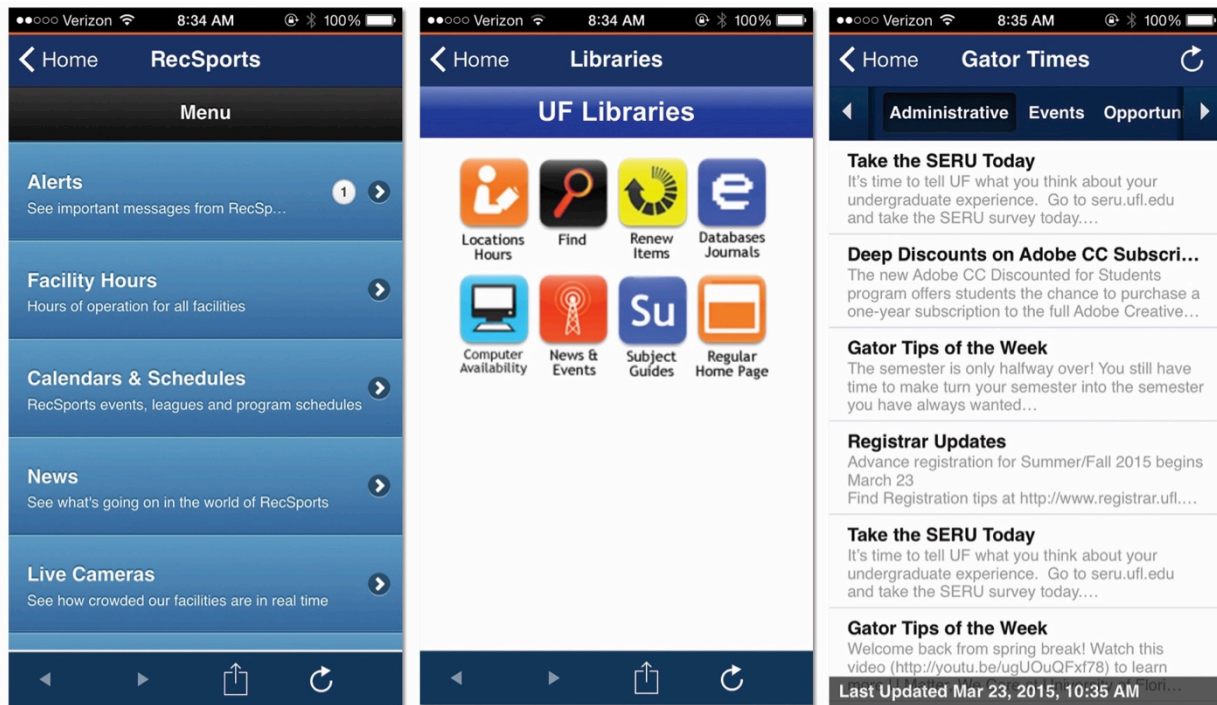 Verizon 8:34 AM 100%
Home RecSports
Menu
Alerts
See important messages from RecSp...
1
Facility Hours
Hours of operation for all facilities
Calendars & Schedules
RecSports events, leagues and program schedules
News
See what's going on in the world of RecSports
Live Cameras
See how crowded our facilities are in real time
Verizon 8:34 AM 100%
Home Libraries
UF Libraries
Locations
Hours
Find
Renew
Items
e
Databases
Journals
Computer
Availability
News &
Events
Su
Subject
Guides
Regular
Home Page
Verizon 8:35 AM 100%
Home Gator Times
Administrative Events Opportuni
Take the SERU Today
It's time to tell UF what you think about your
undergraduate experience. Go to seru.ufl.edu
and take the SERU survey today....
Deep Discounts on Adobe CC Subscri...
The new Adobe CC Discounted for Students
program offers students the chance to purchase a
one-year subscription to the full Adobe Creative...
Gator Tips of the Week
The semester is only halfway over! You still have
time to make turn your semester into the semester
you have always wanted...
Registrar Updates
Advance registration for Summer/Fall 2015 begins
March 23
Find Registration tips at http://www.registrar.ufl....
Take the SERU Today
It's time to tell UF what you think about your
undergraduate experience. Go to seru.ufl.edu
and take the SERU survey today....
Gator Tips of the Week
Welcome back from spring break! Watch this
video (http://youtu.be/ugUOuQFxf78) to learn
Last Updated Mar 23, 2015, 10:35 AM